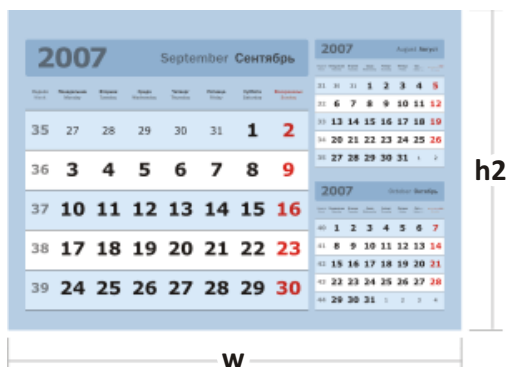 2007 September Сентябрь
35 27 28 29 30 31 1 2
36 3 4 5 6 7 8 9
37 10 11 12 13 14 15 16
38 17 18 19 20 21 22 23
39 24 25 26 27 28 29 30
2007 August Август
31 30 31 1 2 3 4 5
32 6 7 8 9 10 11 12
33 13 14 15 16 17 18 19
34 20 21 22 23 24 25 26
35 27 28 29 30 31 1 2
2007 October Октябрь
40 1 2 3 4 5 6 7
41 8 9 10 11 12 13 14
42 15 16 17 18 19 20 21
43 22 23 24 25 26 27 28
44 29 30 31 1 2 3 4
h2
w